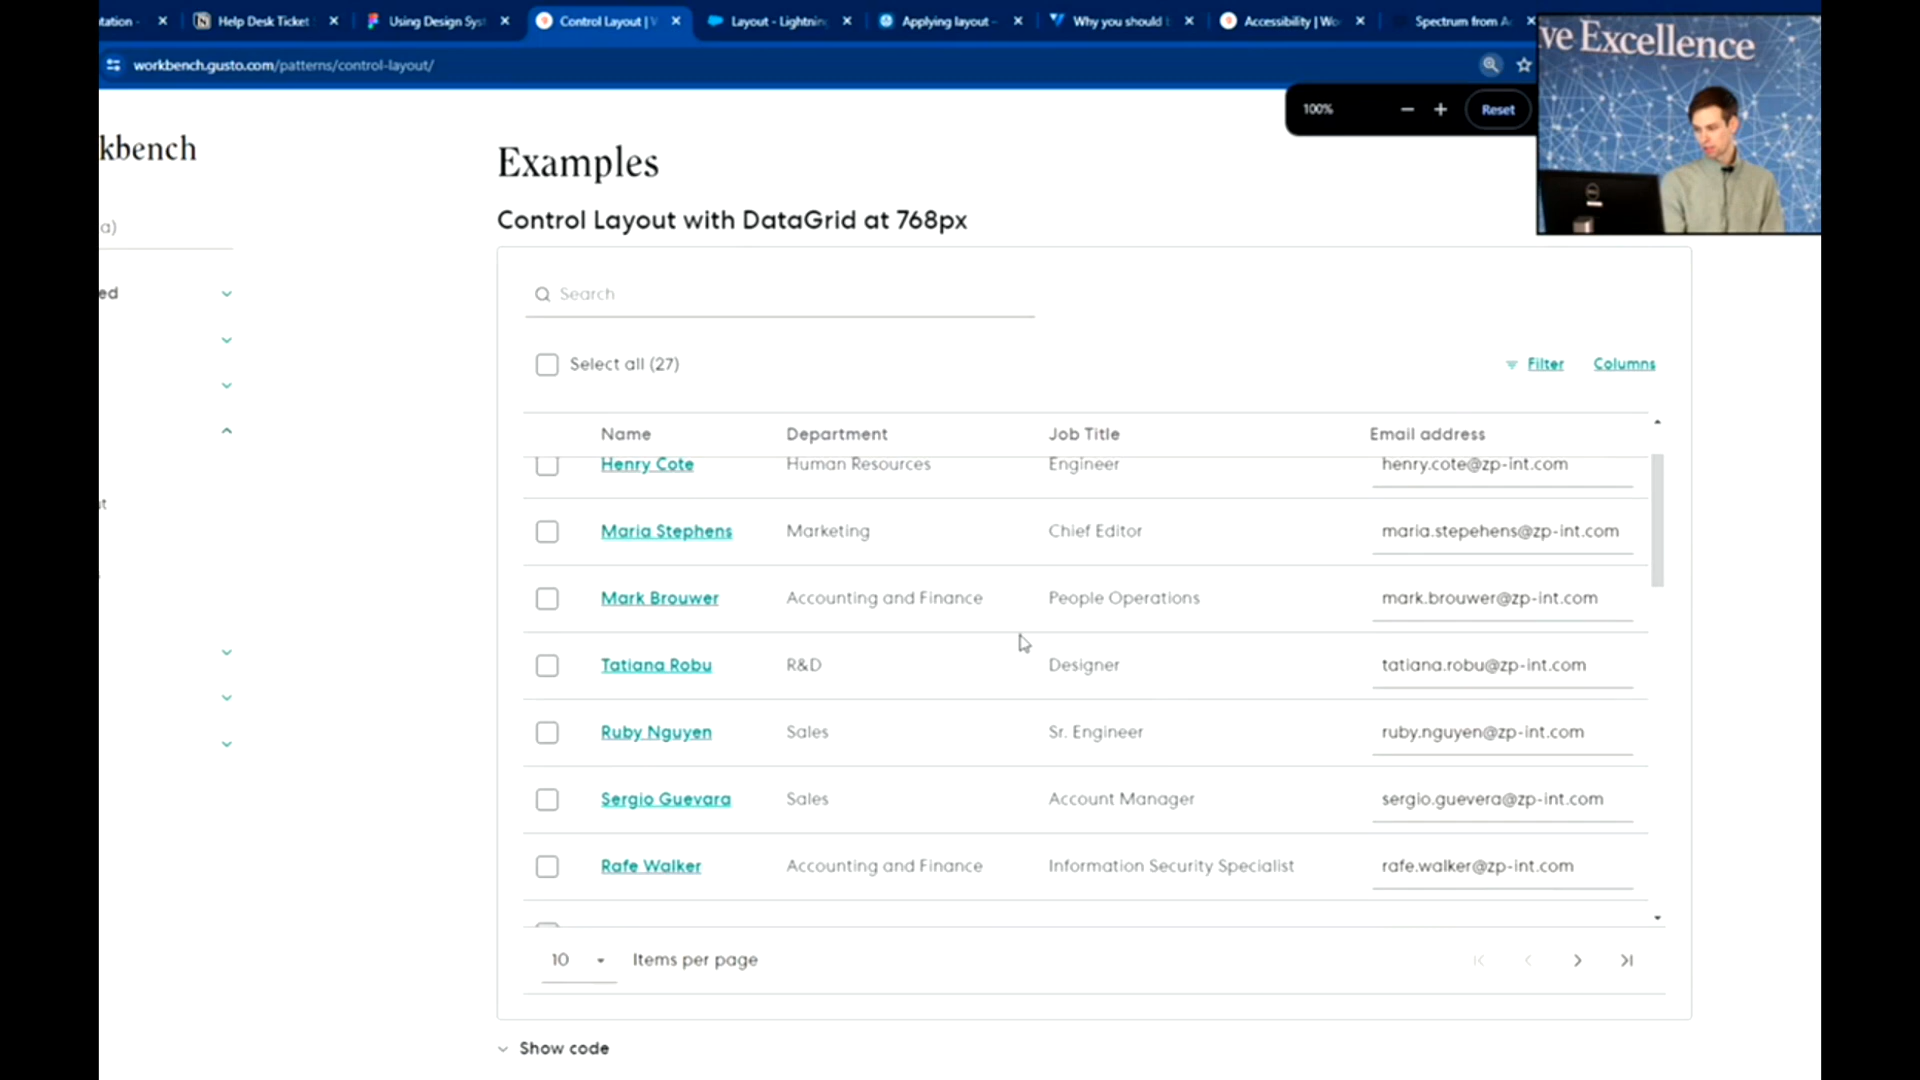 tation - Help Desk Ticket Using Design Sys Control Layout | W Layout - Lightning Applying layout - Why you should Accessibility | Wo Spectrum from A
workbench.gusto.com/patterns/control-layout/
ve Excellence
100% Reset
kbench
Examples
Control Layout with DataGrid at 768px
a)
ed
Search
Select all (27) Filter Columns
Name Department Job Title Email address
Henry Cote Human Resources Engineer henry.cote@zp-int.com
Maria Stephens Marketing Chief Editor maria.stepehens@zp-int.com
Mark Brouwer Accounting and Finance People Operations mark.brouwer@zp-int.com
Tatiana Robu R&D Designer tatiana.robu@zp-int.com
Ruby Nguyen Sales Sr. Engineer ruby.nguyen@zp-int.com
Sergio Guevara Sales Account Manager sergio.guevera@zp-int.com
Rafe Walker Accounting and Finance Information Security Specialist rafe.walker@zp-int.com
10 Items per page
Show code